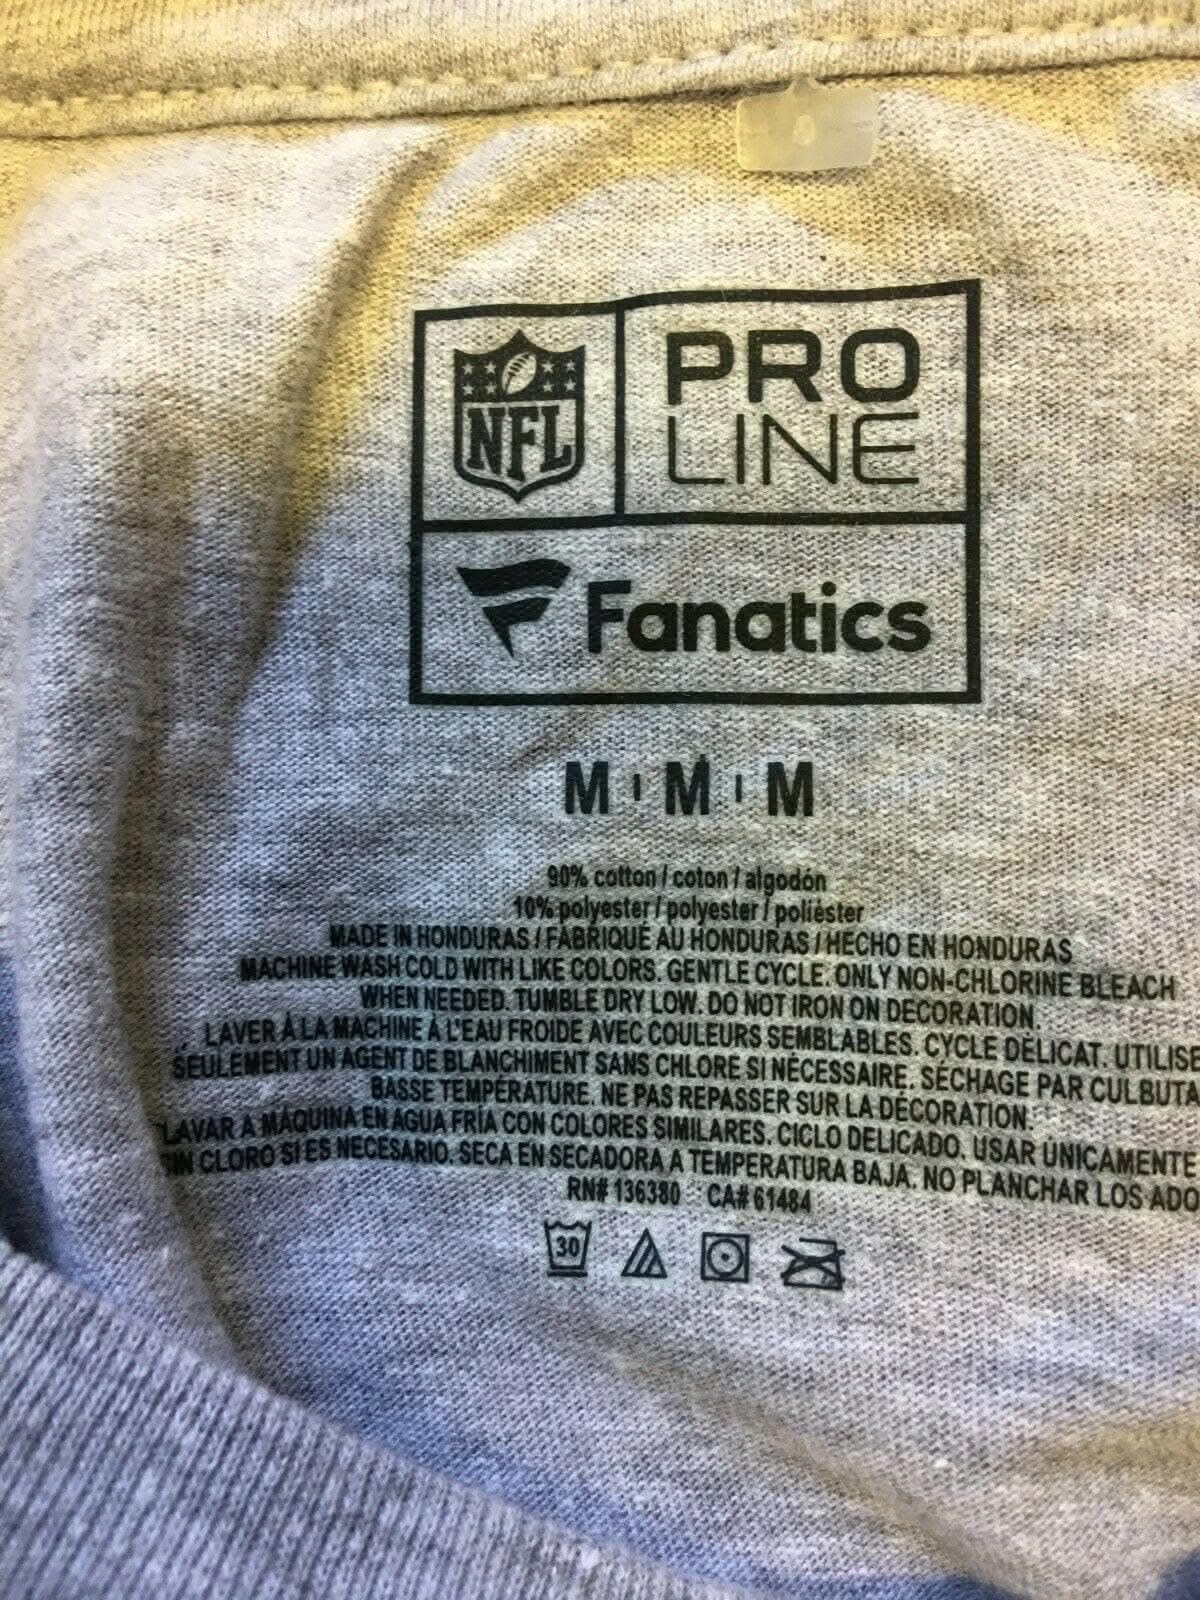 NFL
PRO
LINE
Fanatics
M | M | M
90% cotton / coton / algodón
10% polyester / polyester / poliéster
MADE IN HONDURAS / FABRIQUÉ AU HONDURAS / HECHO EN HONDURAS
MACHINE WASH COLD WITH LIKE COLORS. GENTLE CYCLE. ONLY NON-CHLORINE BLEACH
WHEN NEEDED. TUMBLE DRY LOW. DO NOT IRON ON DECORATION.
LAVER À LA MACHINE À L'EAU FROIDE AVEC COULEURS SEMBLABLES. CYCLE DÉLICAT. UTILISE
SEULEMENT UN AGENT DE BLANCHIMENT SANS CHLORE SI NÉCESSAIRE. SÉCHAGE PAR CULBUTA
BASSE TEMPÉRATURE. NE PAS REPASSER SUR LA DÉCORATION.
LAVAR A MÁQUINA EN AGUA FRÍA CON COLORES SIMILARES. CICLO DELICADO. USAR ÚNICAMENTE
SIN CLORO SI ES NECESARIO. SECA EN SECADORA A TEMPERATURA BAJA. NO PLANCHAR LOS ADO
RN# 136380 CA# 61484
30